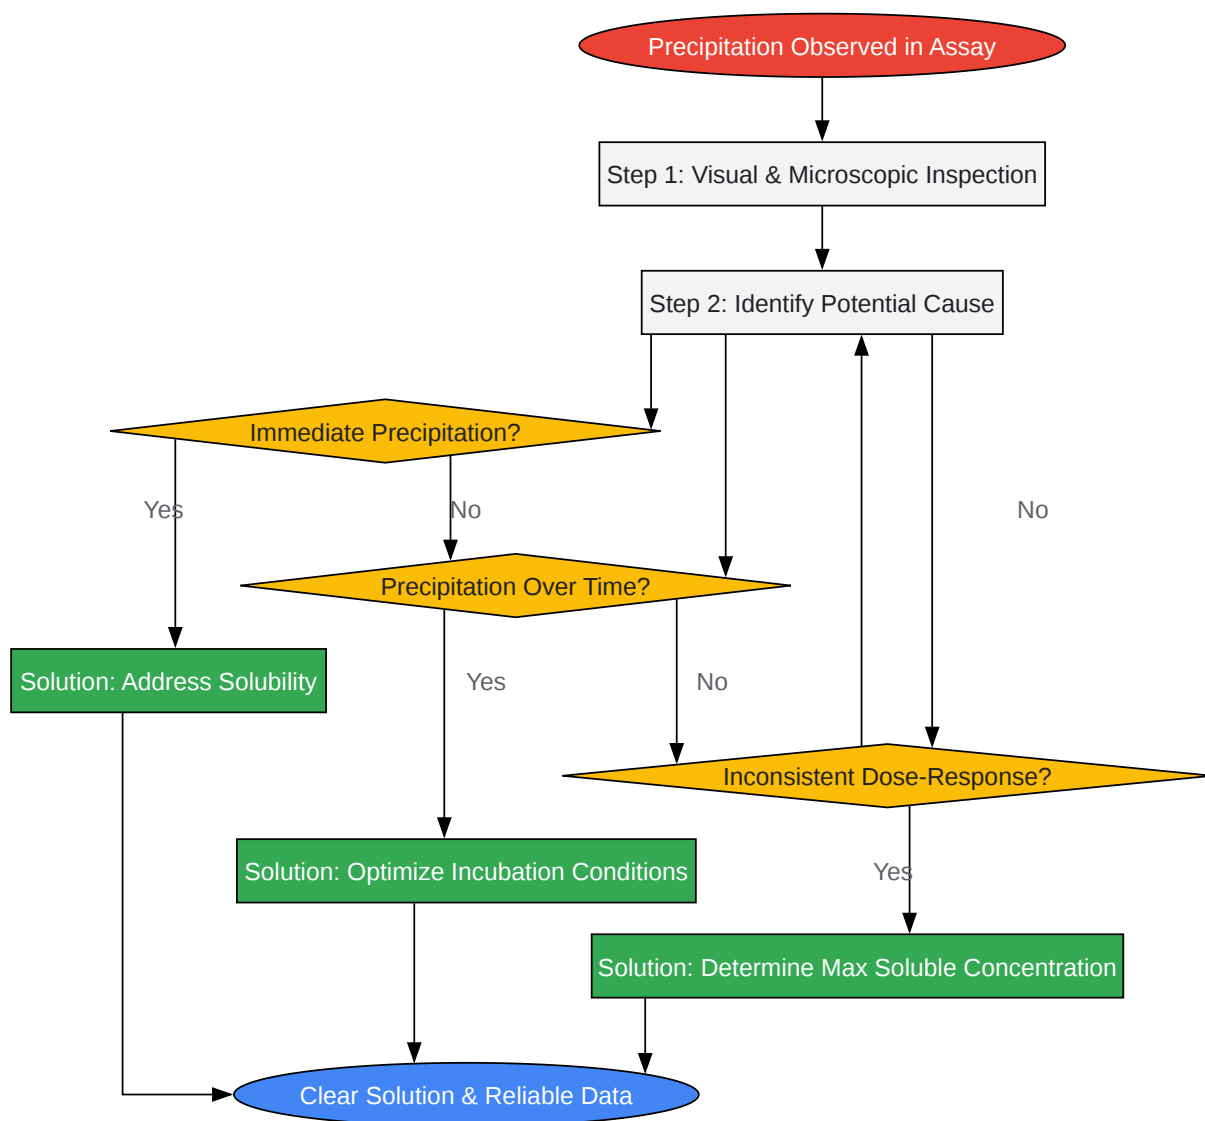 Precipitation Observed in Assay
Step 1: Visual & Microscopic Inspection
Step 2: Identify Potential Cause
Immediate Precipitation?
Yes
No
No
Precipitation Over Time?
Solution: Address Solubility
Yes
No
Inconsistent Dose-Response?
Solution: Optimize Incubation Conditions
Yes
Solution: Determine Max Soluble Concentration
Clear Solution & Reliable Data